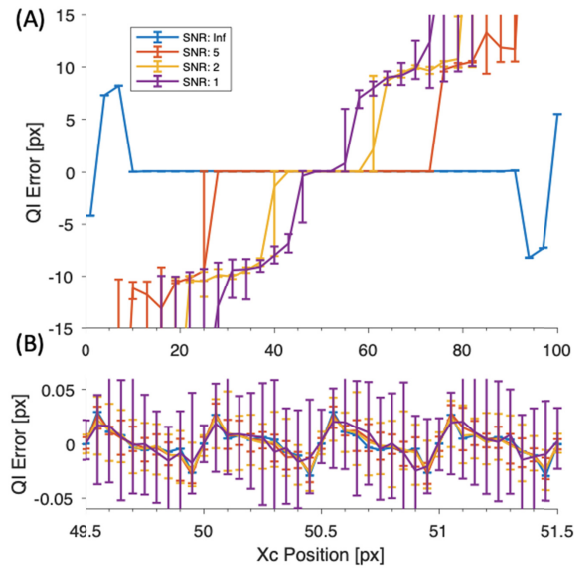 (A)
15
10
5
0
-5
-10
-15
QI Error [px]
SNR: Inf
SNR: 5
SNR: 2
SNR: 1
0 20 40 60 80 100
(B)
0.05
0
-0.05
QI Error [px]
49.5 50 50.5 51 51.5
Xc Position [px]